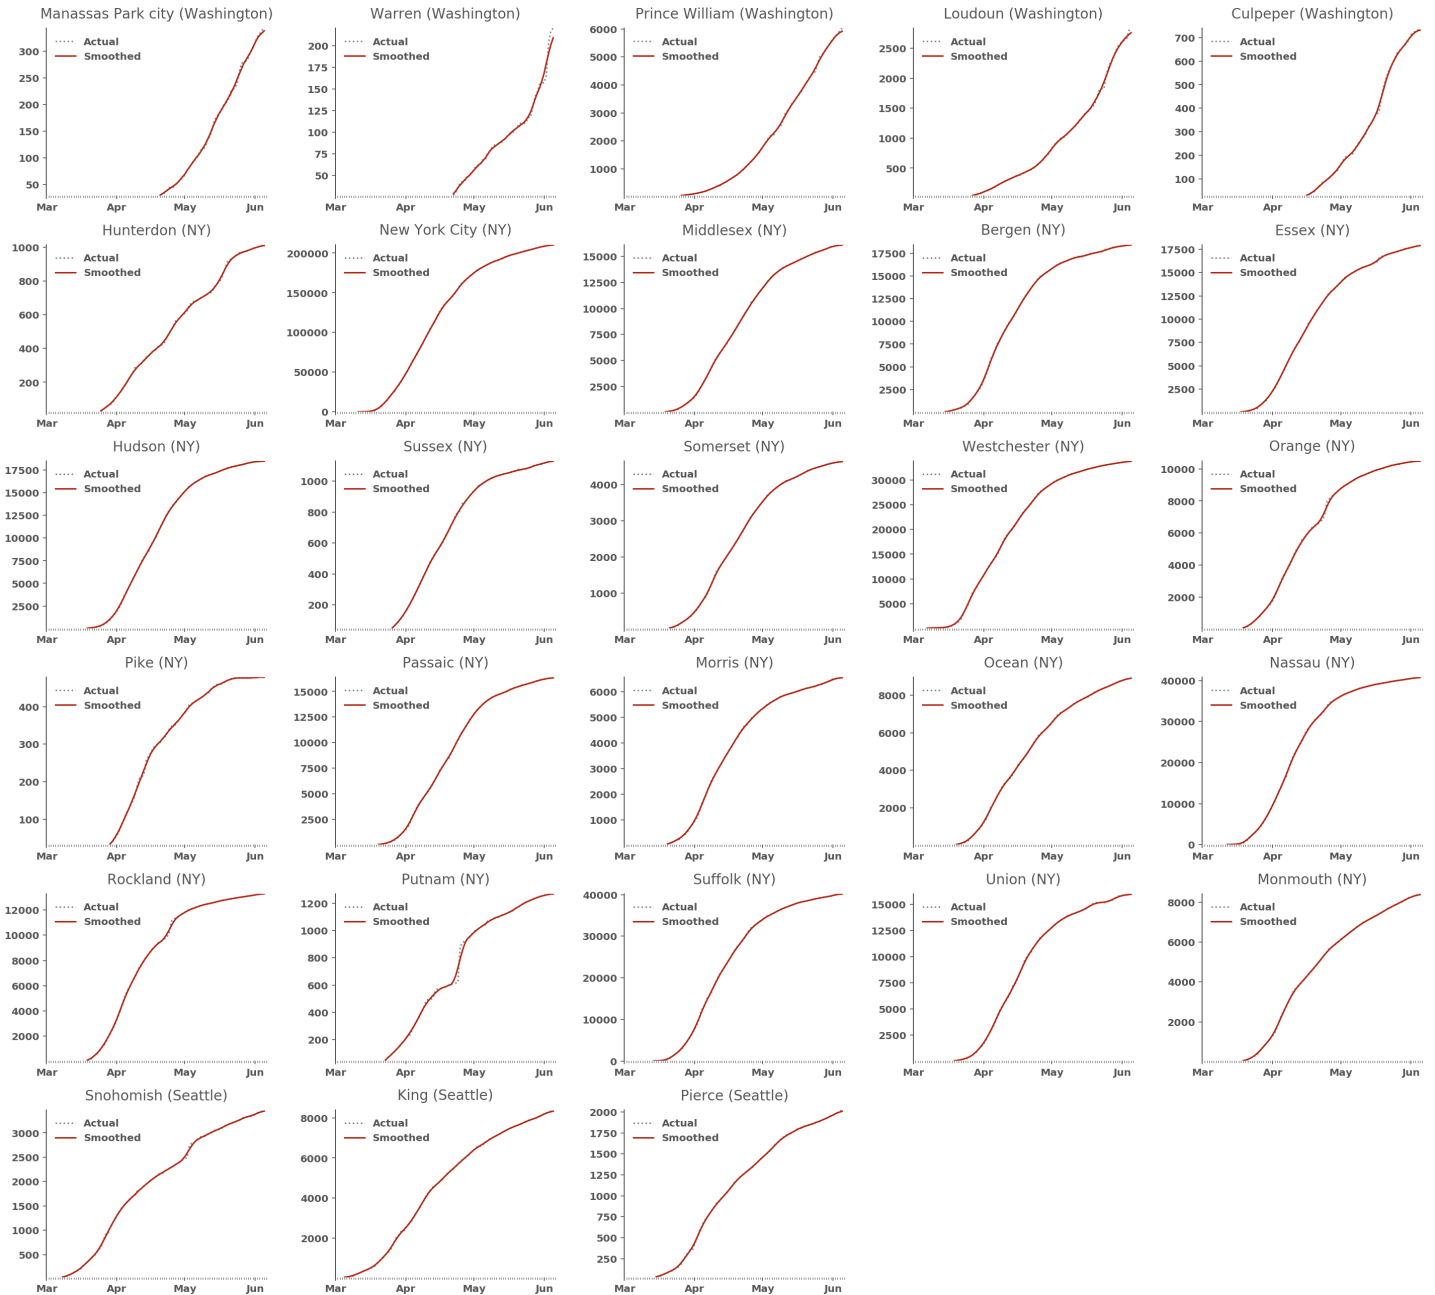 Manassas Park city (Washington)
Actual
Smoothed
300
250
200
150
100
50
Mar Apr May Jun
Warren (Washington)
Actual
Smoothed
200
175
150
125
100
75
50
Mar Apr May Jun
Prince William (Washington)
Actual
Smoothed
6000
5000
4000
3000
2000
1000
Mar Apr May Jun
Loudoun (Washington)
Actual
Smoothed
2500
2000
1500
1000
500
Mar Apr May Jun
Culpeper (Washington)
Actual
Smoothed
700
600
500
400
300
200
100
Mar Apr May Jun
Hunterdon (NY)
Actual
Smoothed
1000
800
600
400
200
Mar Apr May Jun
New York City (NY)
Actual
Smoothed
200000
150000
100000
50000
0
Mar Apr May Jun
Middlesex (NY)
Actual
Smoothed
15000
12500
10000
7500
5000
2500
Mar Apr May Jun
Bergen (NY)
Actual
Smoothed
17500
15000
12500
10000
7500
5000
2500
Mar Apr May Jun
Essex (NY)
Actual
Smoothed
17500
15000
12500
10000
7500
5000
2500
Mar Apr May Jun
Hudson (NY)
Actual
Smoothed
17500
15000
12500
10000
7500
5000
2500
Mar Apr May Jun
Sussex (NY)
Actual
Smoothed
1000
800
600
400
200
Mar Apr May Jun
Somerset (NY)
Actual
Smoothed
4000
3000
2000
1000
Mar Apr May Jun
Westchester (NY)
Actual
Smoothed
30000
25000
20000
15000
10000
5000
Mar Apr May Jun
Orange (NY)
Actual
Smoothed
10000
8000
6000
4000
2000
Mar Apr May Jun
Pike (NY)
Actual
Smoothed
400
300
200
100
Mar Apr May Jun
Passaic (NY)
Actual
Smoothed
15000
12500
10000
7500
5000
2500
Mar Apr May Jun
Morris (NY)
Actual
Smoothed
6000
5000
4000
3000
2000
1000
Mar Apr May Jun
Ocean (NY)
Actual
Smoothed
8000
6000
4000
2000
Mar Apr May Jun
Nassau (NY)
Actual
Smoothed
40000
30000
20000
10000
0
Mar Apr May Jun
Rockland (NY)
Actual
Smoothed
12000
10000
8000
6000
4000
2000
Mar Apr May Jun
Putnam (NY)
Actual
Smoothed
1200
1000
800
600
400
200
Mar Apr May Jun
Suffolk (NY)
Actual
Smoothed
40000
30000
20000
10000
0
Mar Apr May Jun
Union (NY)
Actual
Smoothed
15000
12500
10000
7500
5000
2500
Mar Apr May Jun
Monmouth (NY)
Actual
Smoothed
8000
6000
4000
2000
Mar Apr May Jun
Snohomish (Seattle)
Actual
Smoothed
3000
2500
2000
1500
1000
500
Mar Apr May Jun
King (Seattle)
Actual
Smoothed
8000
6000
4000
2000
Mar Apr May Jun
Pierce (Seattle)
Actual
Smoothed
2000
1750
1500
1250
1000
750
500
250
Mar Apr May Jun